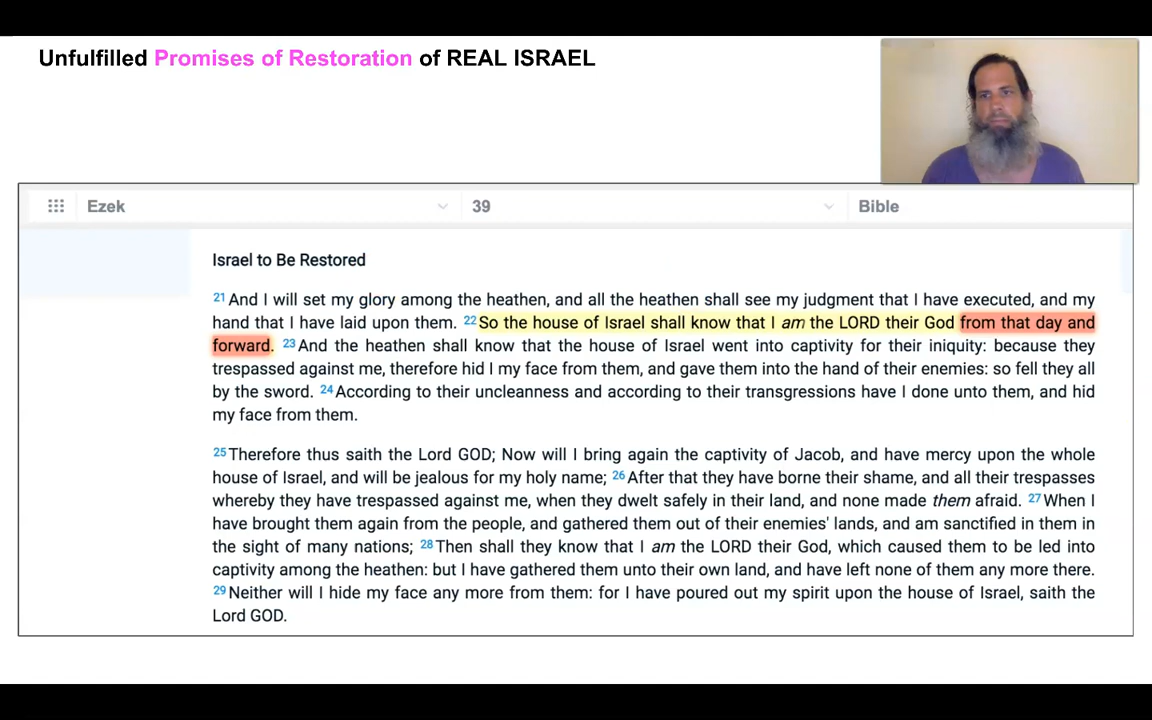 Unfulfilled Promises of Restoration of REAL ISRAEL
Ezek 39 Bible
Israel to Be Restored
21 And I will set my glory among the heathen, and all the heathen shall see my judgment that I have executed, and my
hand that I have laid upon them. 22 So the house of Israel shall know that I am the LORD their God from that day and
forward. 23 And the heathen shall know that the house of Israel went into captivity for their iniquity: because they
trespassed against me, therefore hid I my face from them, and gave them into the hand of their enemies: so fell they all
by the sword. 24 According to their uncleanness and according to their transgressions have I done unto them, and hid
my face from them.
25 Therefore thus saith the Lord GOD; Now will I bring again the captivity of Jacob, and have mercy upon the whole
house of Israel, and will be jealous for my holy name; 26 After that they have borne their shame, and all their trespasses
whereby they have trespassed against me, when they dwelt safely in their land, and none made them afraid. 27 When I
have brought them again from the people, and gathered them out of their enemies' lands, and am sanctified in them in
the sight of many nations; 28 Then shall they know that I am the LORD their God, which caused them to be led into
captivity among the heathen: but I have gathered them unto their own land, and have left none of them any more there.
29 Neither will I hide my face any more from them: for I have poured out my spirit upon the house of Israel, saith the
Lord GOD.